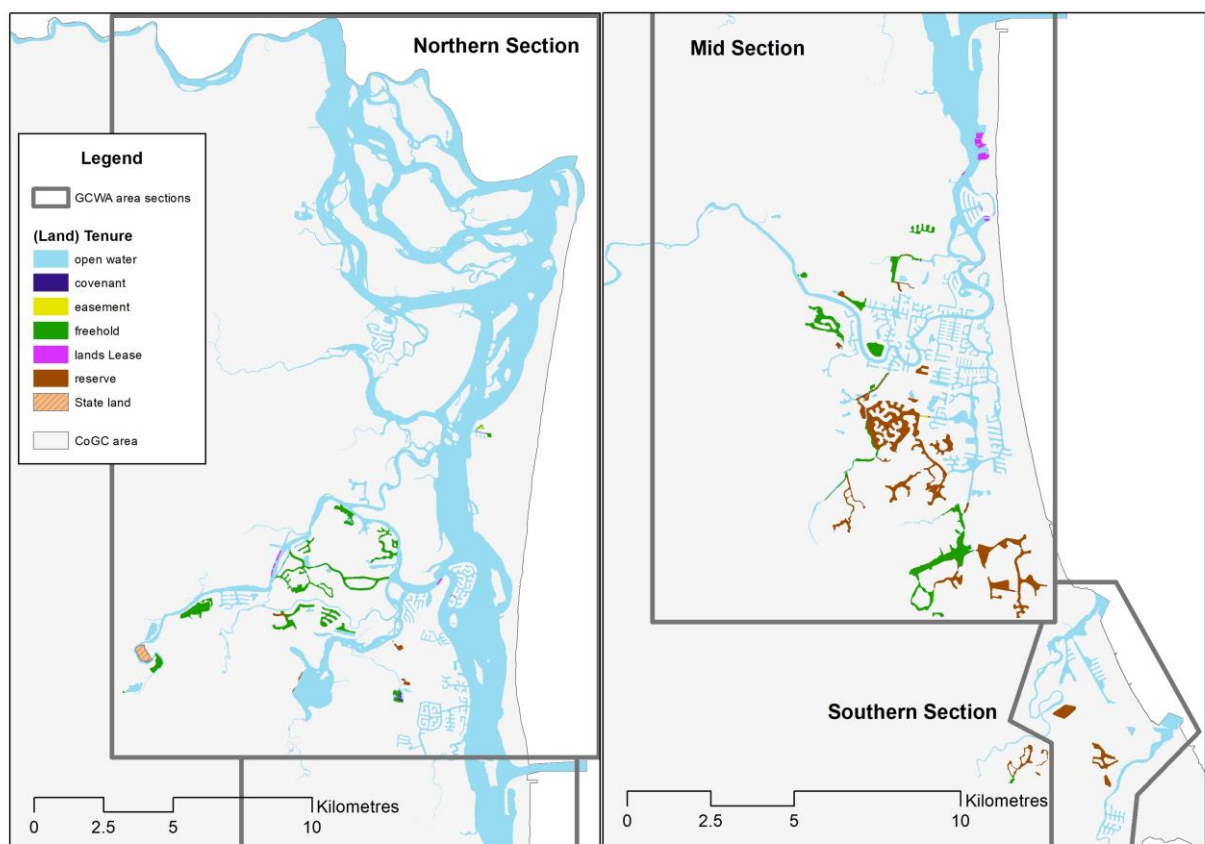 Northern Section
Legend
GCWA area sections
(Land) Tenure
open water
covenant
easement
freehold
lands Lease
reserve
State land
CoGC area
Kilometres
0 2.5 5 10
Mid Section
Southern Section
Kilometres
0 2.5 5 10